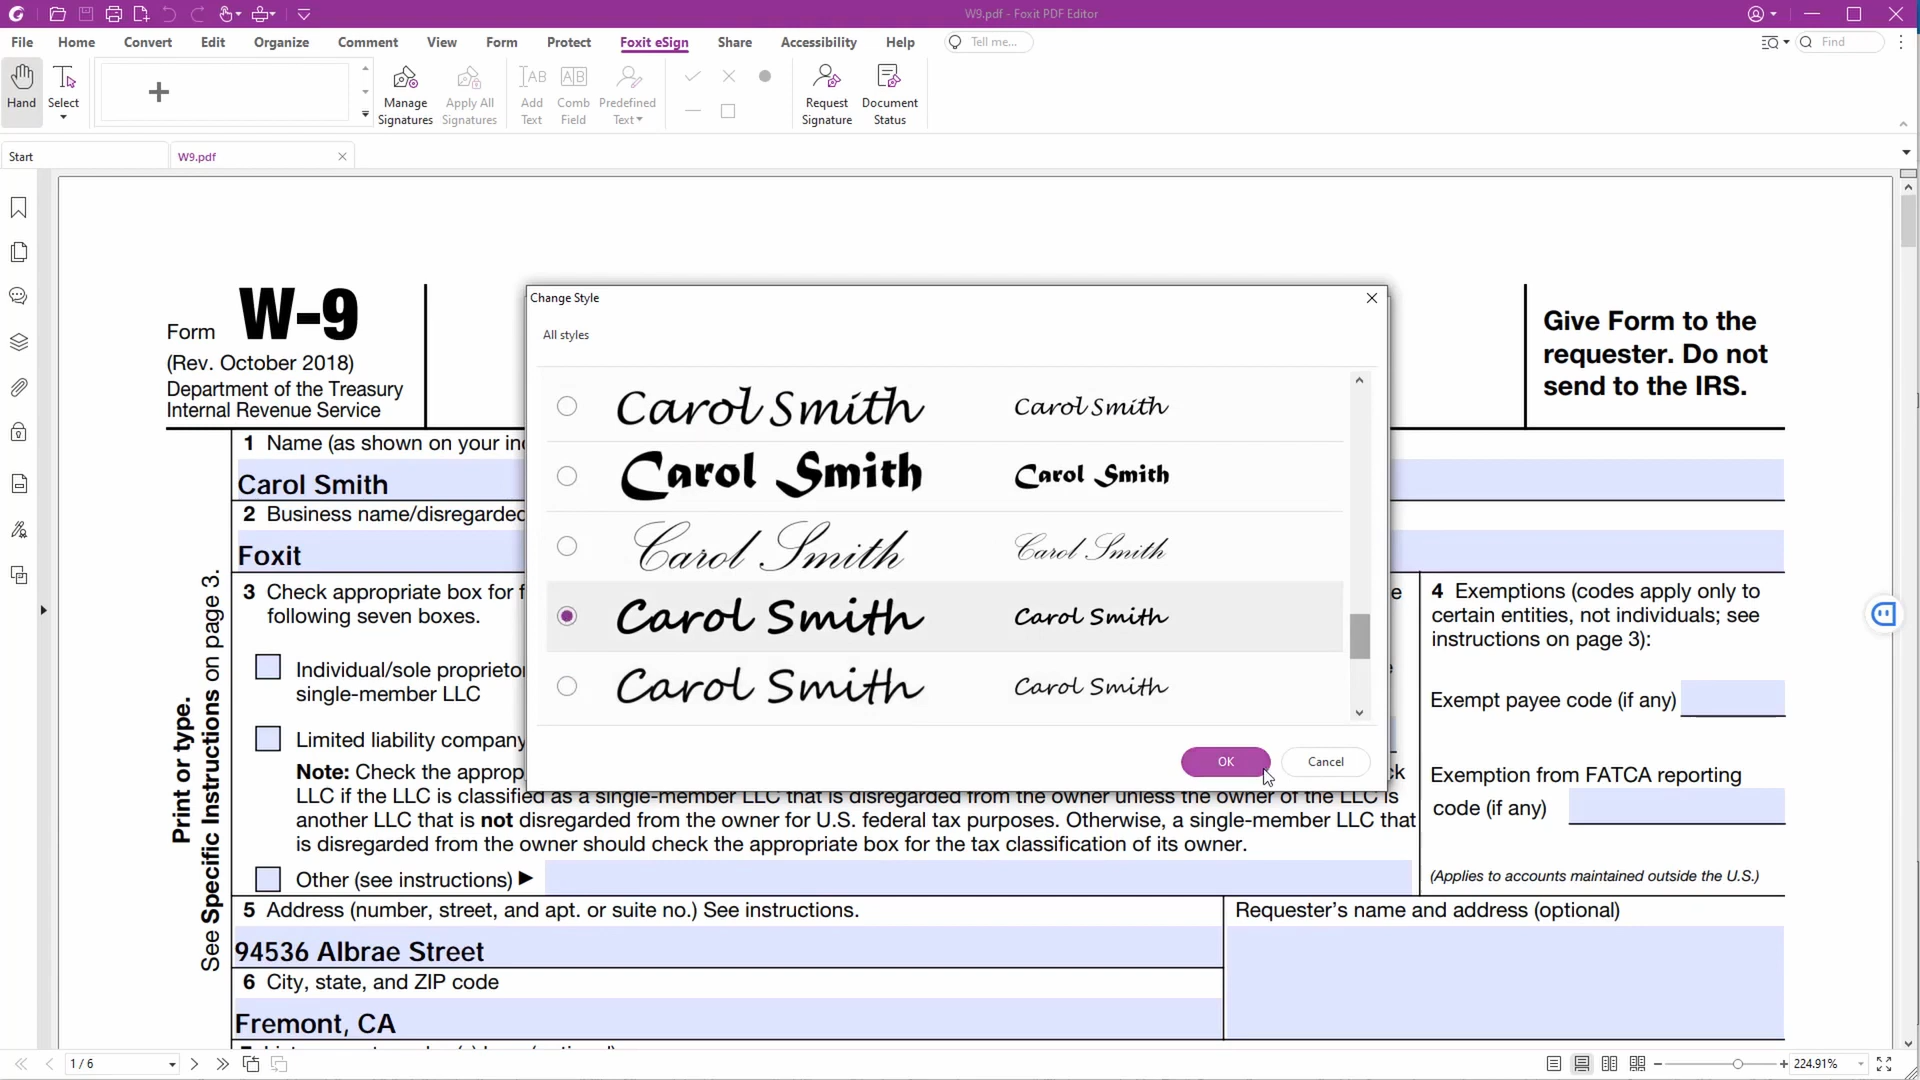 W9.pdf - Foxit PDF Editor
File Home Convert Edit Organize Comment View Form Protect Foxit eSign Share Accessibility Help Tell me... Find
Hand Select Manage Signatures Apply All Signatures Add Text Comb Field Predefined Text Request Signature Document Status
Start W9.pdf
Form W-9
(Rev. October 2018)
Department of the Treasury
Internal Revenue Service
Give Form to the
requester. Do not
send to the IRS.
Change Style
All styles
Carol Smith Carol Smith
Carol Smith Carol Smith
Carol Smith Carol Smith
Carol Smith Carol Smith
Carol Smith Carol Smith
OK Cancel
Print or type.
See Specific Instructions on page 3.
1 Name (as shown on your
Carol Smith
2 Business name/disregarded
Foxit
3 Check appropriate box for
following seven boxes.
Individual/sole proprietor
single-member LLC
Limited liability company
Note: Check the approp ck
LLC if the LLC is classified as a single-member LLC that is disregarded from the owner unless the owner of the LLC is
another LLC that is not disregarded from the owner for U.S. federal tax purposes. Otherwise, a single-member LLC that
is disregarded from the owner should check the appropriate box for the tax classification of its owner.
Other (see instructions) ▶
4 Exemptions (codes apply only to
certain entities, not individuals; see
instructions on page 3):
Exempt payee code (if any)
Exemption from FATCA reporting
code (if any)
(Applies to accounts maintained outside the U.S.)
5 Address (number, street, and apt. or suite no.) See instructions.
94536 Albrae Street
Requester's name and address (optional)
6 City, state, and ZIP code
Fremont, CA
1 / 6 224.91%